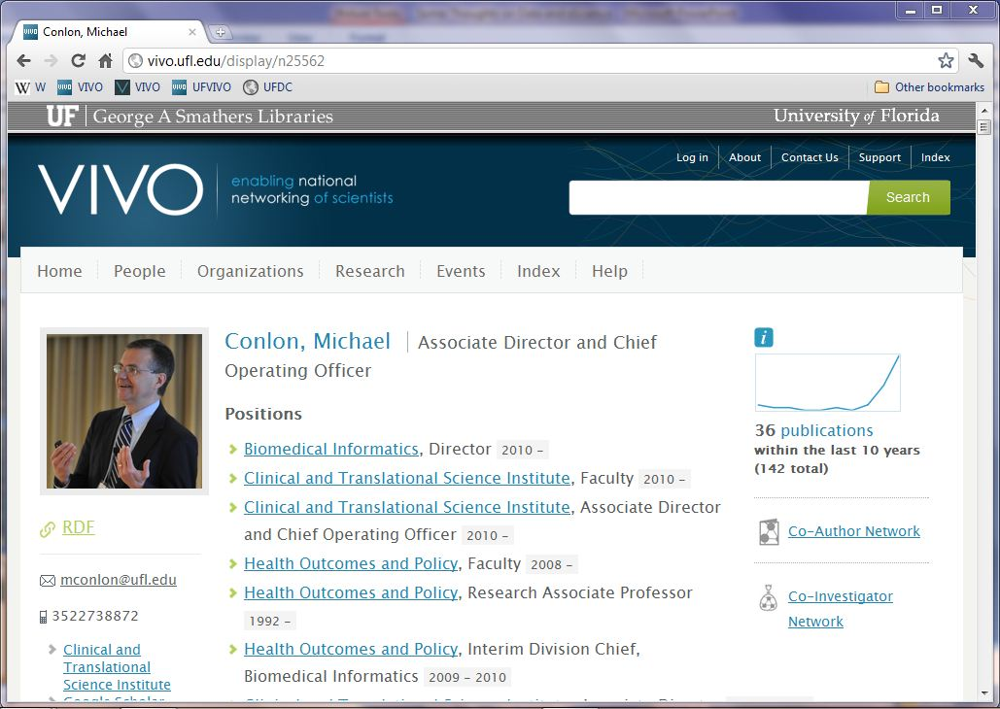 Conlon, Michael
vivo.ufl.edu/display/n25562
W W VIVO VIVO UFVIVO UFDC Other bookmarks
UF George A Smathers Libraries University of Florida
Log in About Contact Us Support Index
VIVO enabling national
networking of scientists
Search
Home People Organizations Research Events Index Help
Conlon, Michael Associate Director and Chief
Operating Officer
Positions
Biomedical Informatics, Director 2010 –
Clinical and Translational Science Institute, Faculty 2010 –
Clinical and Translational Science Institute, Associate Director
and Chief Operating Officer 2010 –
Health Outcomes and Policy, Faculty 2008 –
Health Outcomes and Policy, Research Associate Professor
1992 –
Health Outcomes and Policy, Interim Division Chief,
Biomedical Informatics 2009 – 2010
RDF
mconlon@ufl.edu
3522738872
Clinical and
Translational
Science Institute
Google Scholar
i
36 publications
within the last 10 years
(142 total)
Co-Author Network
Co-Investigator
Network